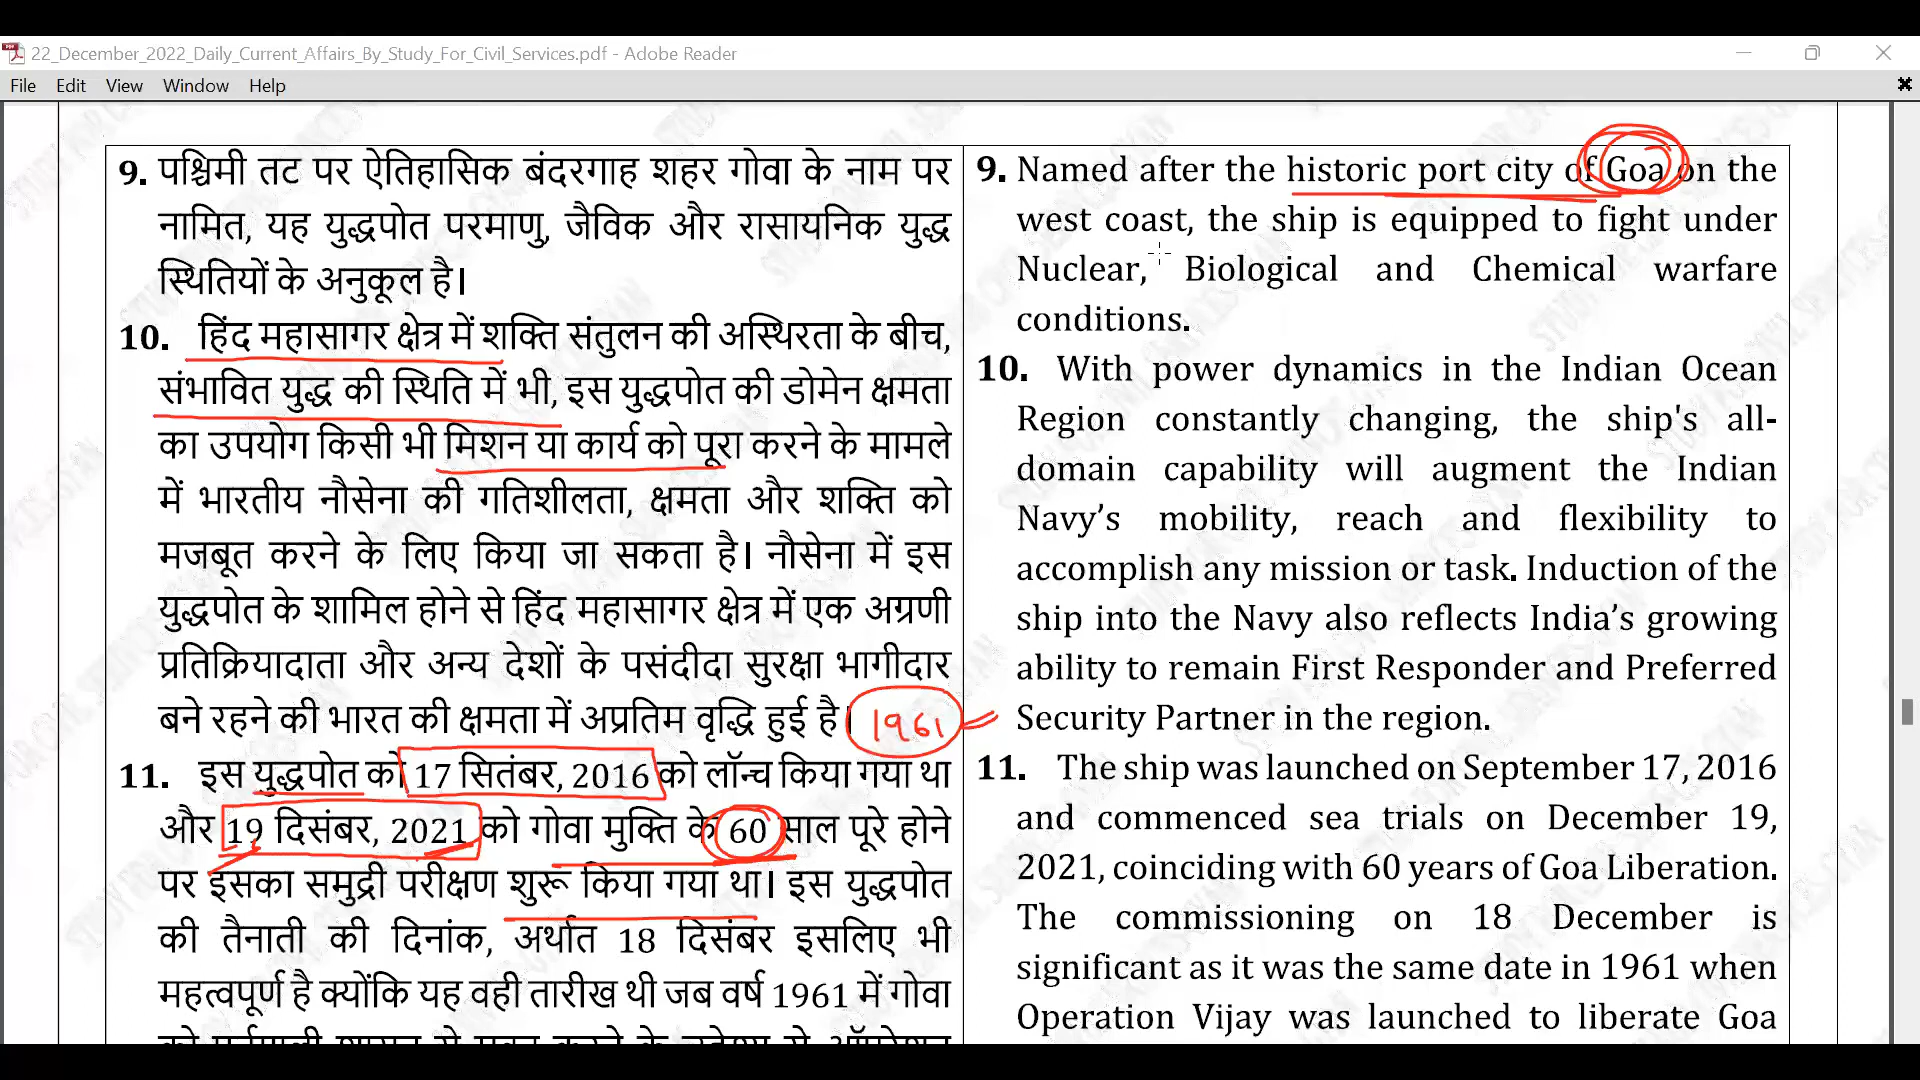 22_December_2022_Daily_Current_Affairs_By_Study_For_Civil_Services.pdf - Adobe Reader
File Edit View Window Help
9. पश्चिमी तट पर ऐतिहासिक बंदरगाह शहर गोवा के नाम पर
नामित, यह युद्धपोत परमाणु, जैविक और रासायनिक युद्ध
स्थितियों के अनुकूल है।
10. हिंद महासागर क्षेत्र में शक्ति संतुलन की अस्थिरता के बीच,
संभावित युद्ध की स्थिति में भी, इस युद्धपोत की डोमेन क्षमता
का उपयोग किसी भी मिशन या कार्य को पूरा करने के मामले
में भारतीय नौसेना की गतिशीलता, क्षमता और शक्ति को
मजबूत करने के लिए किया जा सकता है। नौसेना में इस
युद्धपोत के शामिल होने से हिंद महासागर क्षेत्र में एक अग्रणी
प्रतिक्रियादाता और अन्य देशों के पसंदीदा सुरक्षा भागीदार
बने रहने की भारत की क्षमता में अप्रतिम वृद्धि हुई है।
1961
11. इस युद्धपोत को 17 सितंबर, 2016 को लॉन्च किया गया था
और 19 दिसंबर, 2021 को गोवा मुक्ति के 60 साल पूरे होने
पर इसका समुद्री परीक्षण शुरू किया गया था। इस युद्धपोत
की तैनाती की दिनांक, अर्थात 18 दिसंबर इसलिए भी
महत्वपूर्ण है क्योंकि यह वही तारीख थी जब वर्ष 1961 में गोवा
9. Named after the historic port city of Goa on the
west coast, the ship is equipped to fight under
Nuclear, Biological and Chemical warfare
conditions.
10. With power dynamics in the Indian Ocean
Region constantly changing, the ship's all-
domain capability will augment the Indian
Navy’s mobility, reach and flexibility to
accomplish any mission or task. Induction of the
ship into the Navy also reflects India’s growing
ability to remain First Responder and Preferred
Security Partner in the region.
11. The ship was launched on September 17, 2016
and commenced sea trials on December 19,
2021, coinciding with 60 years of Goa Liberation.
The commissioning on 18 December is
significant as it was the same date in 1961 when
Operation Vijay was launched to liberate Goa